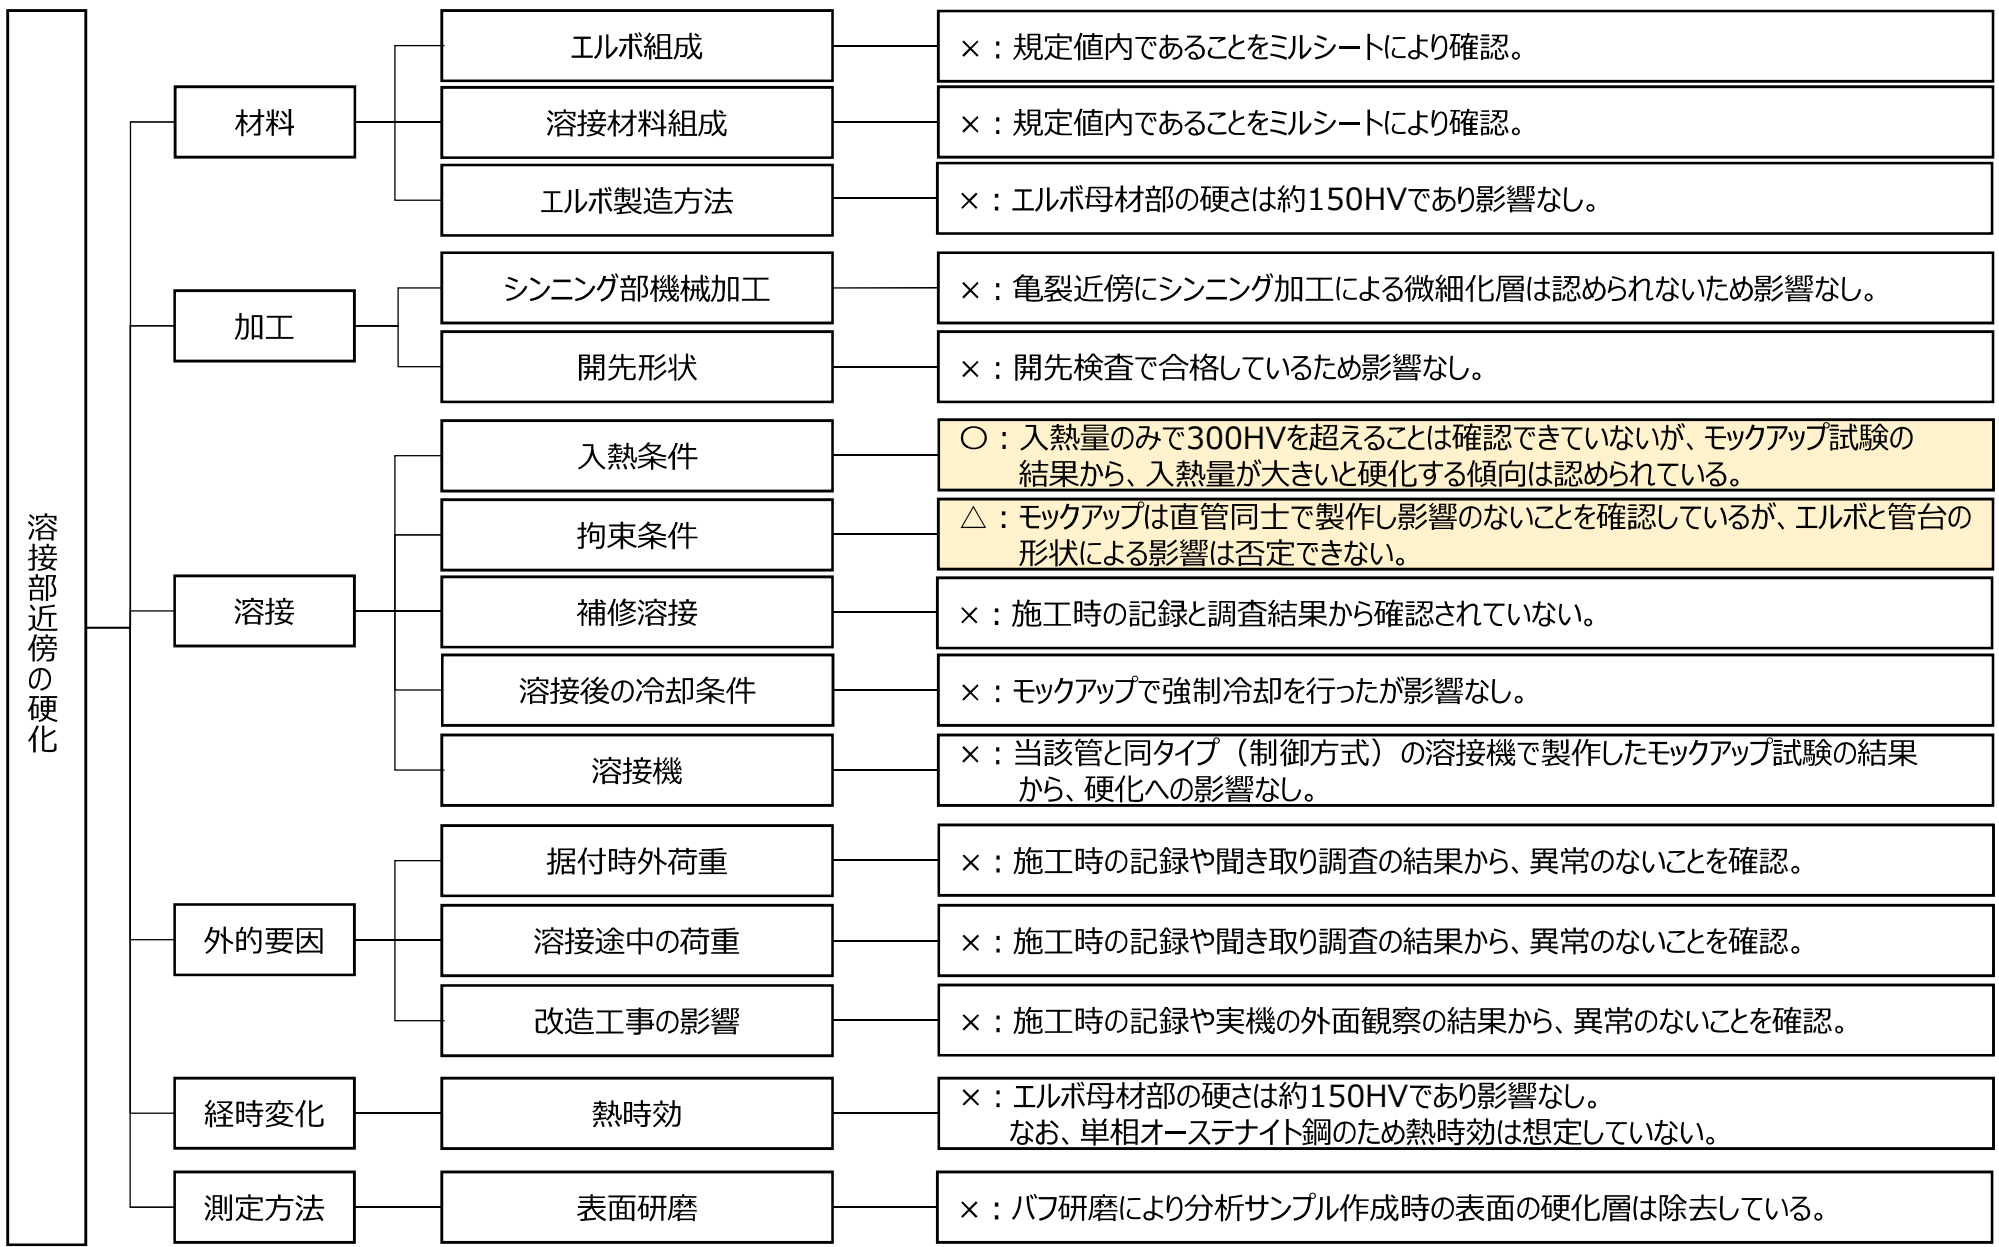 溶接部近傍の硬化
材料
エルボ組成
×：規定値内であることをミルシートにより確認。
溶接材料組成
×：規定値内であることをミルシートにより確認。
エルボ製造方法
×：エルボ母材部の硬さは約150HVであり影響なし。
加工
シンニング部機械加工
×：亀裂近傍にシンニング加工による微細化層は認められないため影響なし。
開先形状
×：開先検査で合格しているため影響なし。
溶接
入熱条件
〇：入熱量のみで300HVを超えることは確認できていないが、モックアップ試験の
結果から、入熱量が大きいと硬化する傾向は認められている。
拘束条件
△：モックアップは直管同士で製作し影響のないことを確認しているが、エルボと管台の
形状による影響は否定できない。
補修溶接
×：施工時の記録と調査結果から確認されていない。
溶接後の冷却条件
×：モックアップで強制冷却を行ったが影響なし。
溶接機
×：当該管と同タイプ（制御方式）の溶接機で製作したモックアップ試験の結果
から、硬化への影響なし。
外的要因
据付時外荷重
×：施工時の記録や聞き取り調査の結果から、異常のないことを確認。
溶接途中の荷重
×：施工時の記録や聞き取り調査の結果から、異常のないことを確認。
改造工事の影響
×：施工時の記録や実機の外面観察の結果から、異常のないことを確認。
経時変化
熱時効
×：エルボ母材部の硬さは約150HVであり影響なし。
なお、単相オーステナイト鋼のため熱時効は想定していない。
測定方法
表面研磨
×：バフ研磨により分析サンプル作成時の表面の硬化層は除去している。